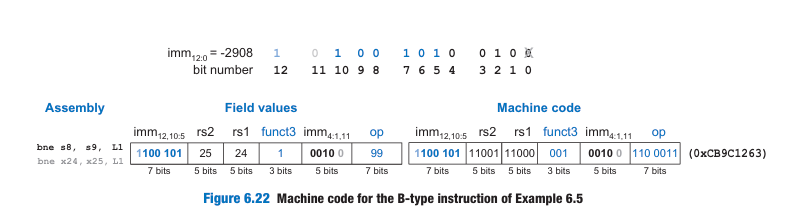 imm12:0 = -2908 1 0 1 0 0 1 0 1 0 0 1 0 0
bit number 12 11 10 9 8 7 6 5 4 3 2 1 0
Assembly Field values Machine code
imm12,10:5 rs2 rs1 funct3 imm4:1,11 op imm12,10:5 rs2 rs1 funct3 imm4:1,11 op
bne s8, s9, L1
bne x24, x25, L1
1100 101 25 24 1 0010 0 99 1100 101 11001 11000 001 0010 0 110 0011 (0xCB9C1263)
7 bits 5 bits 5 bits 3 bits 5 bits 7 bits 7 bits 5 bits 5 bits 3 bits 5 bits 7 bits
Figure 6.22 Machine code for the B-type instruction of Example 6.5